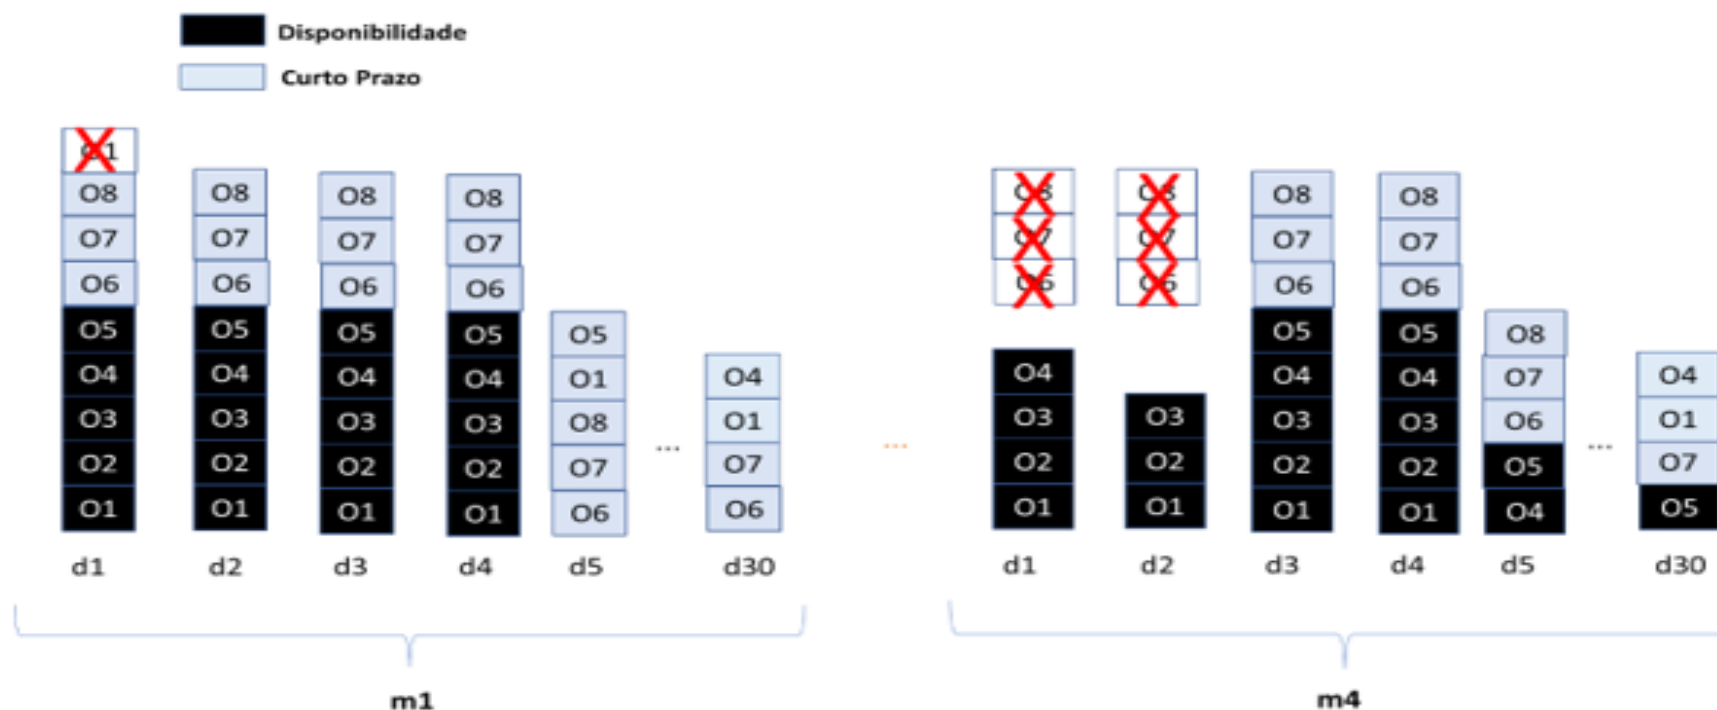 Disponibilidade
Curto Prazo
O8 O8 O8 O8 O8 O8
O7 O7 O7 O7 O7 O7
O6 O6 O6 O6 O6 O6
O5 O5 O5 O5 O5 O5 O5 O8
O4 O4 O4 O4 O1 O4 O4 O4 O4 O7 O4
O3 O3 O3 O3 O8 O1 ... O3 O3 O3 O3 O6 O1
...
...
O2 O2 O2 O2 O7 O7 O2 O2 O2 O2 O5 O7
O1 O1 O1 O1 O6 O6 O1 O1 O1 O1 O4 O5
d1 d2 d3 d4 d5 d30 d1 d2 d3 d4 d5 d30
m1 m4